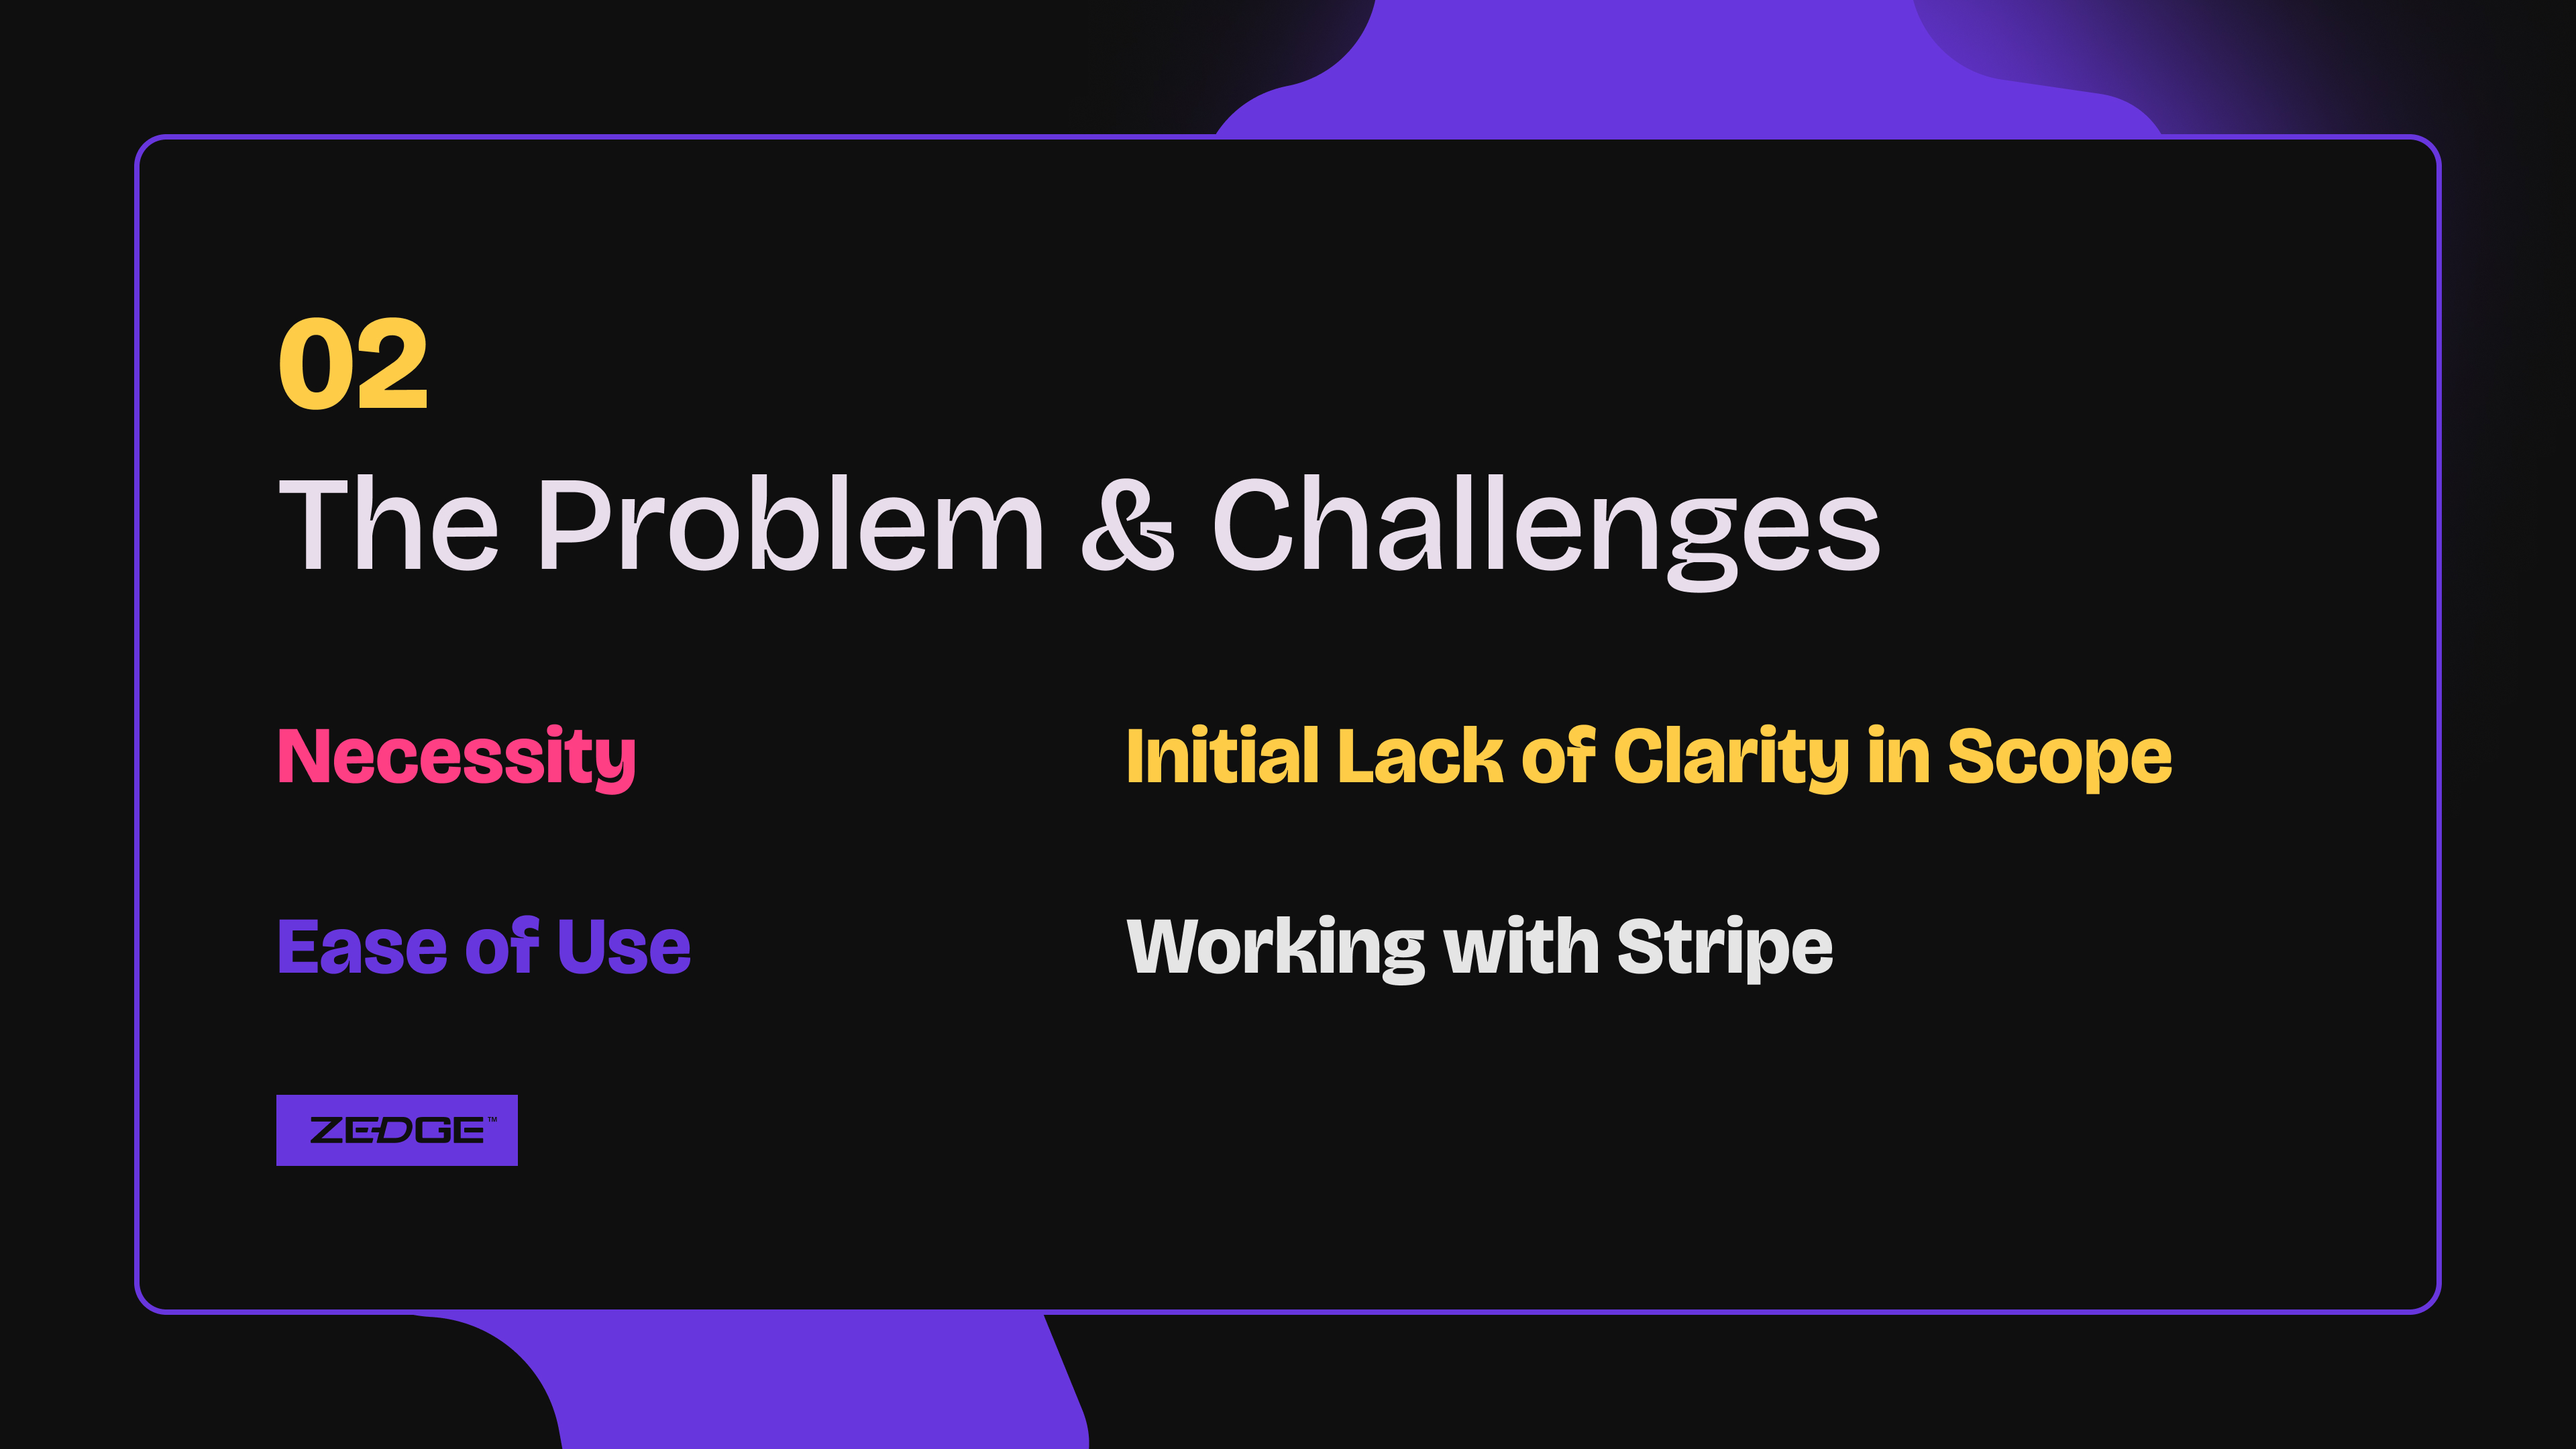 02
The Problem & Challenges
Necessity
Initial Lack of Clarity in Scope
Ease of Use
Working with Stripe
ZEDGE™